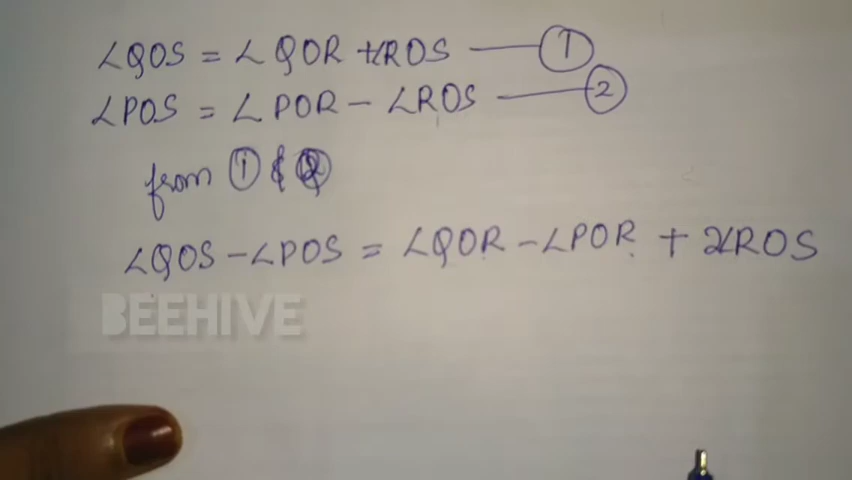 ∠QOS = ∠QOR + ∠ROS — ①
∠POS = ∠POR - ∠ROS — ②
from ① & ②
∠QOS - ∠POS = ∠QOR - ∠POR + 2∠ROS
BEEHIVE